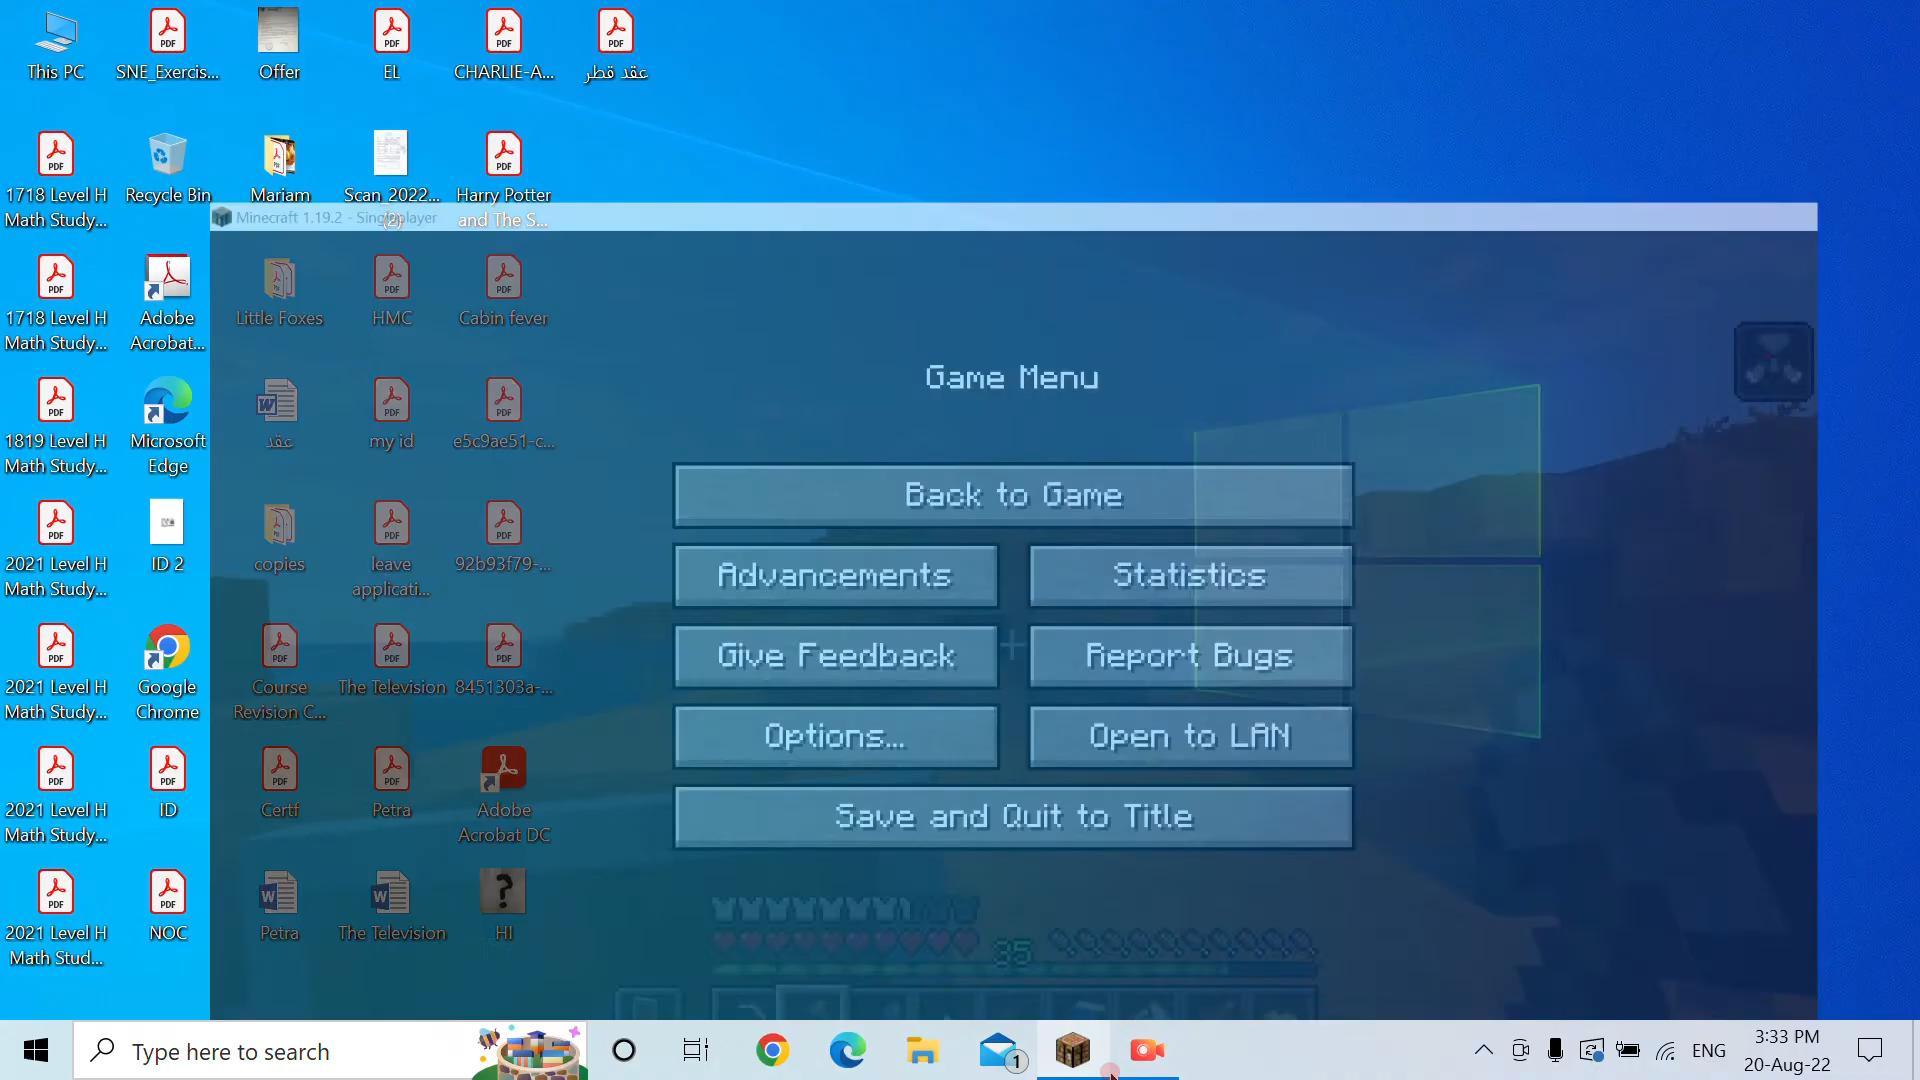 This PC
SNE_Exercis...
Offer
EL
CHARLIE-A...
عقد قطر
1718 Level H
Math Study...
Recycle Bin
Mariam
Scan_2022...
(2)
Harry Potter
and The S...
Minecraft 1.19.2 - Singleplayer
1718 Level H
Math Study...
Adobe
Acrobat...
Little Foxes
HMC
Cabin fever
Game Menu
1819 Level H
Math Study...
Microsoft
Edge
عقد
my id
e5c9ae51-c...
Back to Game
2021 Level H
Math Study...
ID 2
copies
leave
applicati...
92b93f79-...
Advancements
Statistics
Give Feedback
Report Bugs
2021 Level H
Math Study...
Google
Chrome
Course
Revision C...
The Television
8451303a-...
Options...
Open to LAN
2021 Level H
Math Study...
ID
Certf
Petra
Adobe
Acrobat DC
Save and Quit to Title
2021 Level H
Math Stud...
NOC
Petra
The Television
HI
35
Type here to search
1
ENG
3:33 PM
20-Aug-22